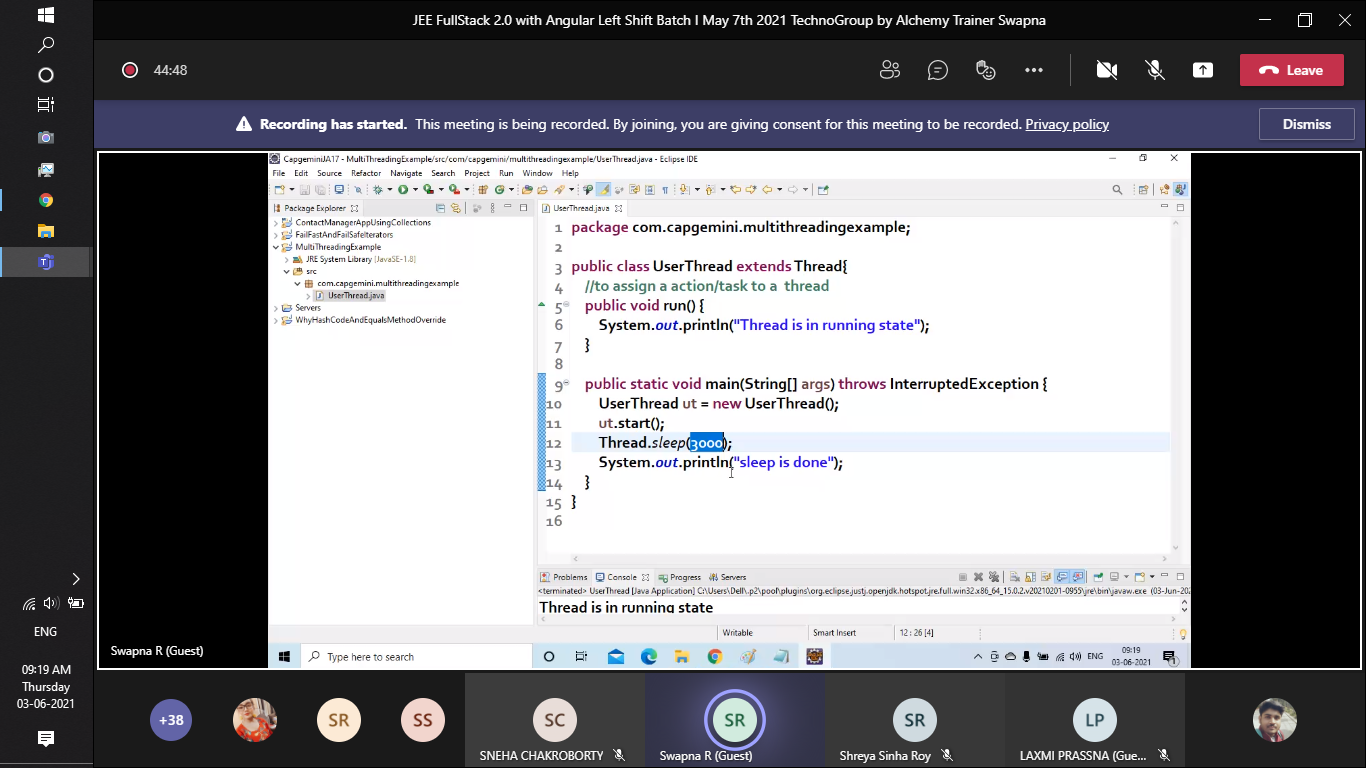 JEE FullStack 2.0 with Angular Left Shift Batch I May 7th 2021 TechnoGroup by Alchemy Trainer Swapna
44:48
Leave
Recording has started. This meeting is being recorded. By joining, you are giving consent for this meeting to be recorded. Privacy policy
Dismiss
CapgeminiJA17 - MultiThreadingExample/src/com/capgemini/multithreadingexample/UserThread.java - Eclipse IDE
File Edit Source Refactor Navigate Search Project Run Window Help
Package Explorer
ContactManagerAppUsingCollections
FailFastAndFailSafeIterators
MultiThreadingExample
JRE System Library [JavaSE-1.8]
src
com.capgemini.multithreadingexample
UserThread.java
Servers
WhyHashCodeAndEqualsMethodOverride
UserThread.java
1 package com.capgemini.multithreadingexample;
2
3 public class UserThread extends Thread{
4 //to assign a action/task to a thread
5 public void run() {
6 System.out.println("Thread is in running state");
7 }
8
9 public static void main(String[] args) throws InterruptedException {
10 UserThread ut = new UserThread();
11 ut.start();
12 Thread.sleep(3000);
13 System.out.println("sleep is done");
14 }
15 }
16
Problems Console Progress Servers
<terminated> UserThread [Java Application] C:\Users\Dell\.p2\pool\plugins\org.eclipse.justj.openjdk.hotspot.jre.full.win32.x86_64_15.0.2.v20210201-0955\jre\bin\javaw.exe (03-Jun-202
Thread is in running state
Writable
Smart Insert
12 : 26 [4]
Type here to search
ENG
09:19
03-06-2021
1
Swapna R (Guest)
ENG
09:19 AM
Thursday
03-06-2021
+38
SR
SS
SC
SNEHA CHAKROBORTY
SR
Swapna R (Guest)
SR
Shreya Sinha Roy
LP
LAXMI PRASSNA (Gue...